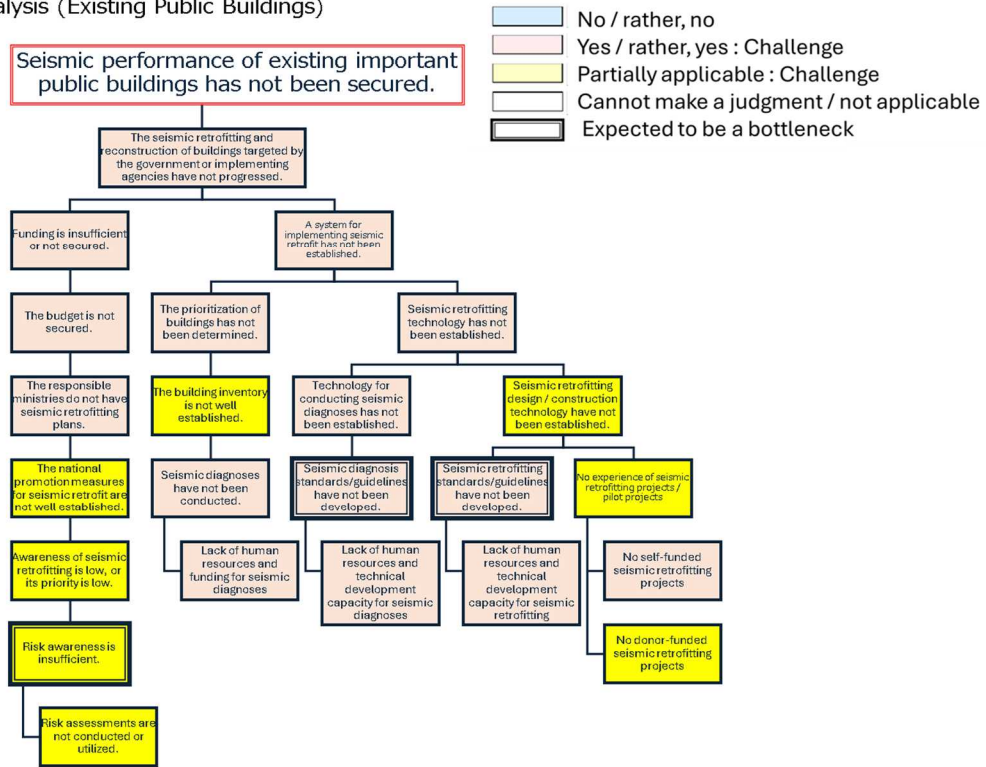 alysis (Existing Public Buildings)
No / rather, no
Yes / rather, yes : Challenge
Partially applicable : Challenge
Cannot make a judgment / not applicable
Expected to be a bottleneck
Seismic performance of existing important
public buildings has not been secured.
The seismic retrofitting and
reconstruction of buildings targeted by
the government or implementing
agencies have not progressed.
Funding is insufficient
or not secured.
A system for
implementing seismic
retrofit has not been
established.
The budget is not
secured.
The prioritization of
buildings has not
been determined.
Seismic retrofitting
technology has not
been established.
The responsible
ministries do not have
seismic retrofitting
plans.
The building inventory
is not well
established.
Technology for
conducting seismic
diagnoses has not
been established.
Seismic retrofitting
design / construction
technology have not
been established.
The national
promotion measures
for seismic retrofit are
not well established.
Seismic diagnoses
have not been
conducted.
Seismic diagnosis
standards/guidelines
have not been
developed.
Seismic retrofitting
standards/guidelines
have not been
developed.
No experience of seismic
retrofitting projects /
pilot projects
Awareness of seismic
retrofitting is low, or
its priority is low.
Lack of human
resources and
funding for seismic
diagnoses
Lack of human
resources and
technical
development
capacity for seismic
diagnoses
Lack of human
resources and
technical
development
capacity for seismic
retrofitting
No self-funded
seismic retrofitting
projects
Risk awareness is
insufficient.
No donor-funded
seismic retrofitting
projects
Risk assessments are
not conducted or
utilized.